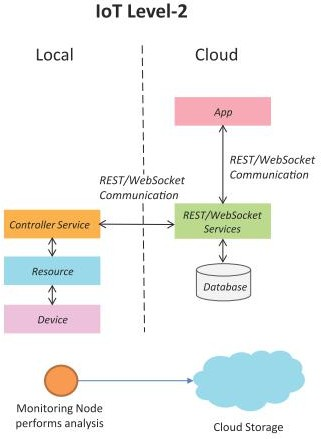 IoT Level-2
Local
Cloud
App
REST/WebSocket
Communication
REST/WebSocket
Communication
Controller Service
REST/WebSocket
Services
Resource
Database
Device
Monitoring Node
performs analysis
Cloud Storage